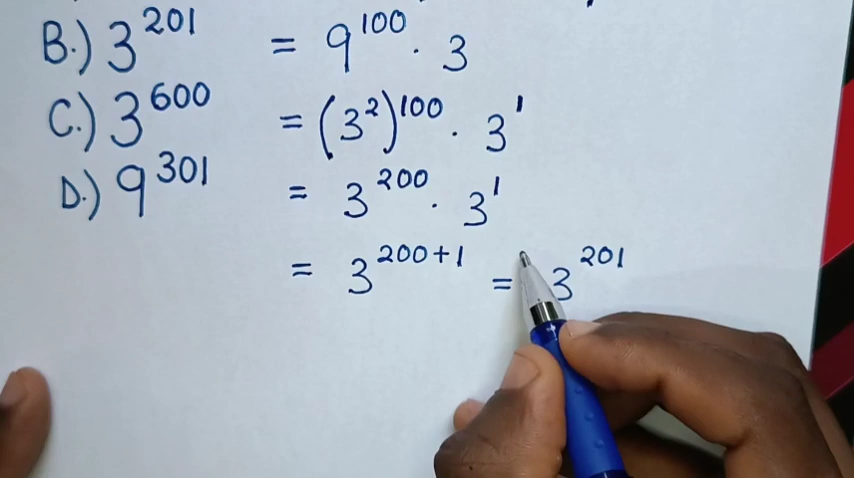 B.) 3^201 = 9^100 · 3
C.) 3^600 = (3^2)^100 · 3^1
D.) 9^301 = 3^200 · 3^1
= 3^200+1 = 3^201